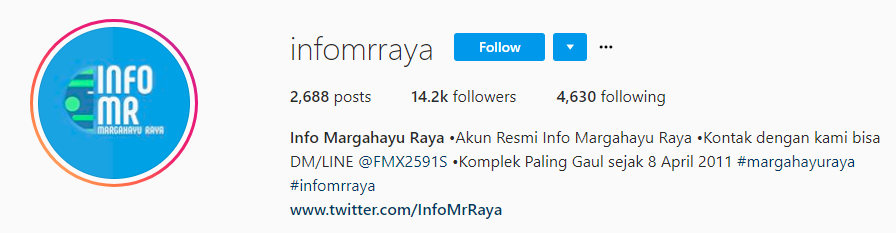 INFO
MR
MARGAHAYU RAYA
infomrraya Follow
2,688 posts 14.2k followers 4,630 following
Info Margahayu Raya •Akun Resmi Info Margahayu Raya •Kontak dengan kami bisa
DM/LINE @FMX2591S •Komplek Paling Gaul sejak 8 April 2011 #margahayuraya
#infomrraya
www.twitter.com/InfoMrRaya